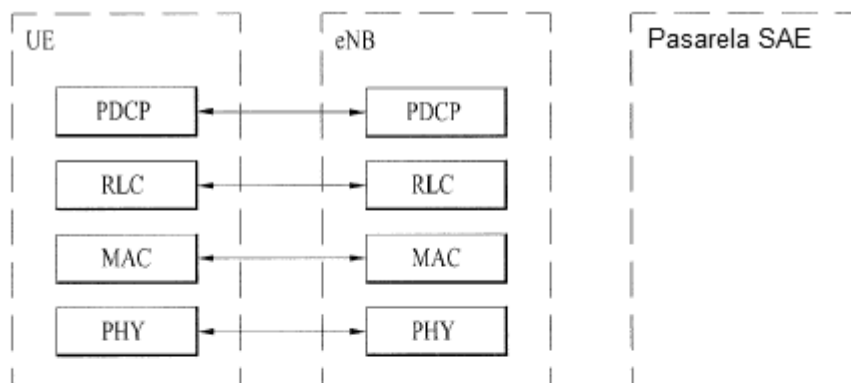 UE
eNB
Pasarela SAE
PDCP
PDCP
RLC
RLC
MAC
MAC
PHY
PHY